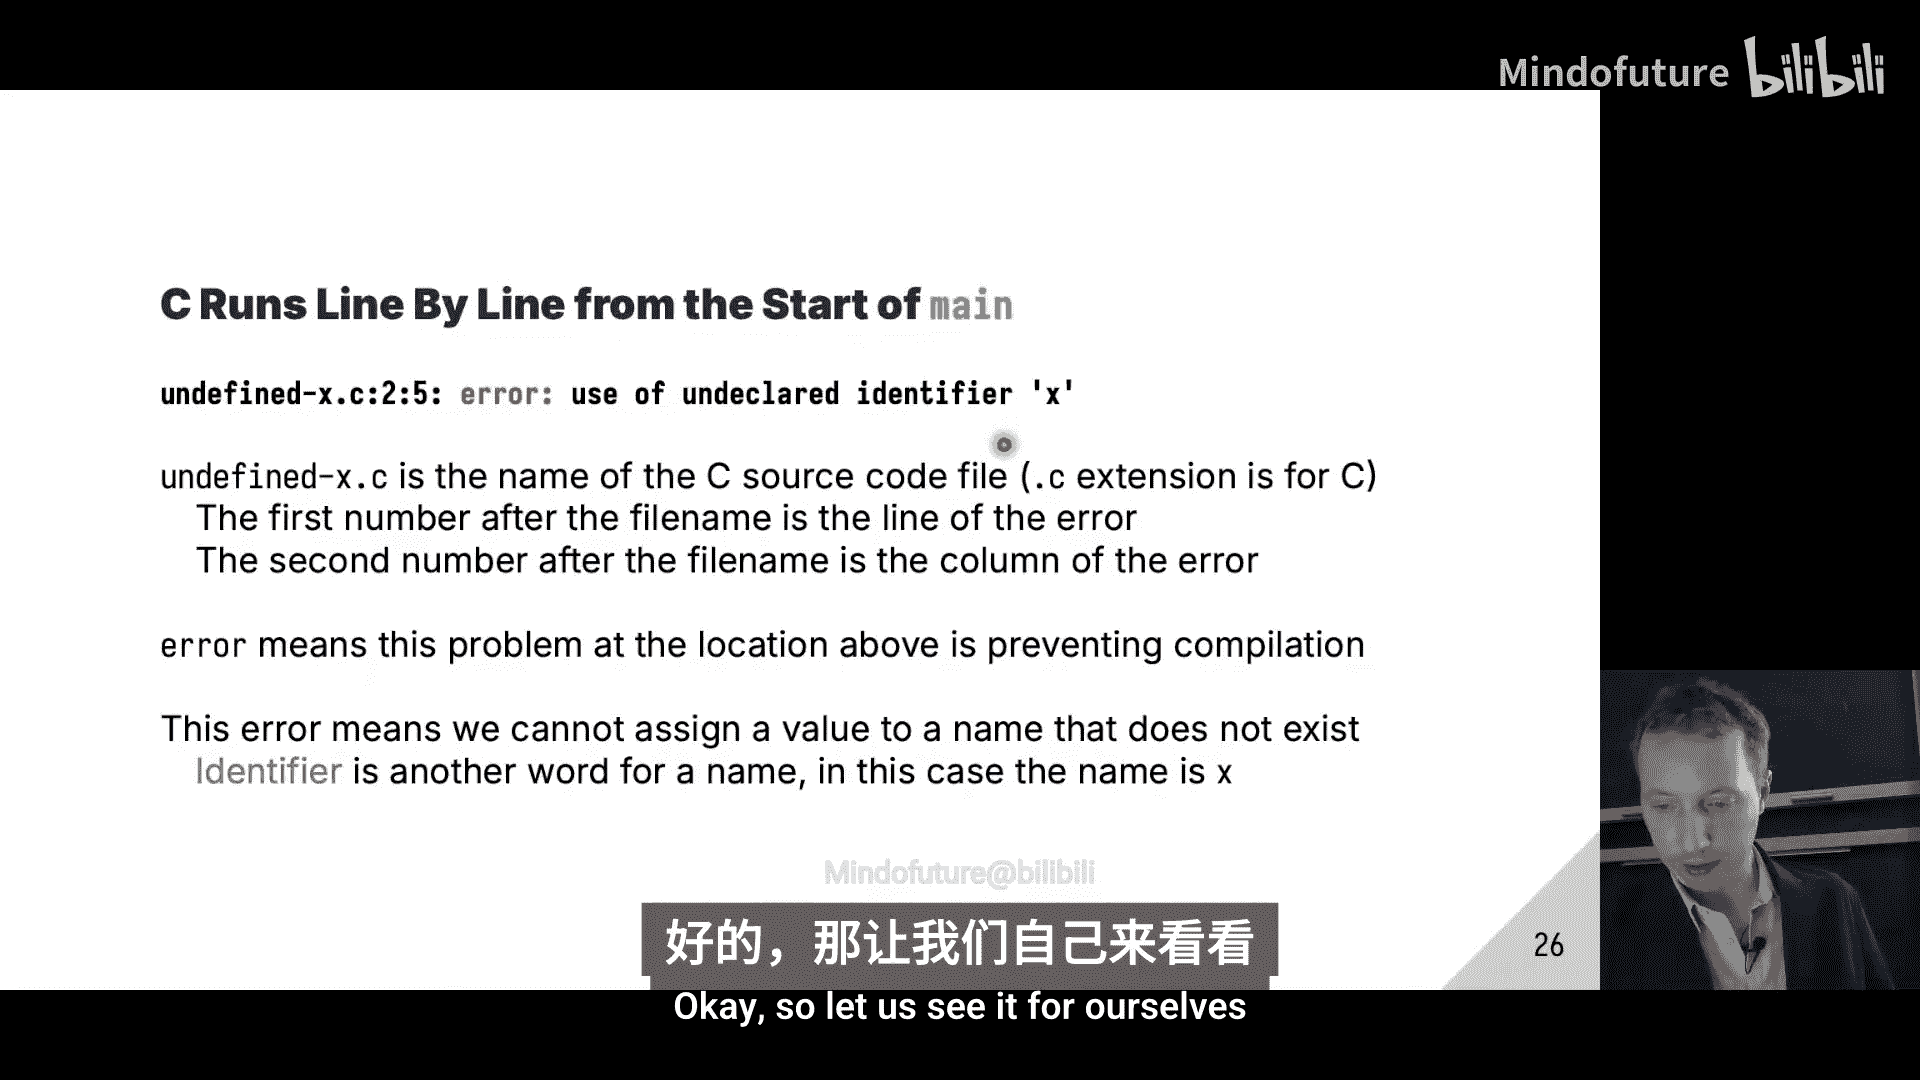 Mindofuture bilibili
C Runs Line By Line from the Start of main
undefined-x.c:2:5: error: use of undeclared identifier 'x'
undefined-x.c is the name of the C source code file (.c extension is for C)
The first number after the filename is the line of the error
The second number after the filename is the column of the error
error means this problem at the location above is preventing compilation
This error means we cannot assign a value to a name that does not exist
Identifier is another word for a name, in this case the name is x
Mindofuture@bilibili
好的，那让我们自己来看看
26
Okay, so let us see it for ourselves